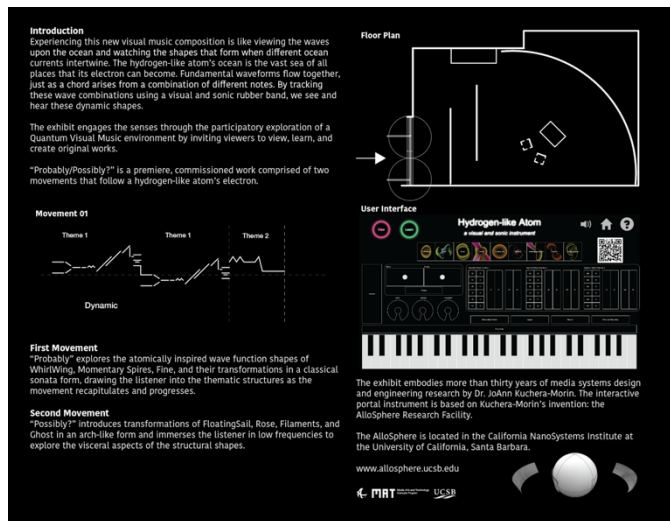 Introduction
Experiencing this new visual music composition is like viewing the waves
upon the ocean and watching the shapes that form when different ocean
currents intertwine. The hydrogen-like atom's ocean is the vast sea of all
places that its electron can become. Fundamental waveforms flow together,
just as a chord arises from a combination of different notes. By tracking
these wave combinations using a visual and sonic rubber band, we see and
hear these dynamic shapes.
The exhibit engages the senses through the participatory exploration of a
Quantum Visual Music environment by inviting viewers to view, learn, and
create original works.
"Probably/Possibly?" is a premiere, commissioned work comprised of two
movements that follow a hydrogen-like atom's electron.
Movement 01
Theme 1
Theme 1
Theme 2
Dynamic
First Movement
"Probably" explores the atomically inspired wave function shapes of
WhirlWing, Momentary Spires, Fine, and their transformations in a classical
sonata form, drawing the listener into the thematic structures as the
movement recapitulates and progresses.
Second Movement
"Possibly?" introduces transformations of FloatingSail, Rose, Filaments, and
Ghost in an arch-like form and immerses the listener in low frequencies to
explore the visceral aspects of the structural shapes.
Floor Plan
User Interface
Hydrogen-like Atom
a visual and sonic instrument
?
The exhibit embodies more than thirty years of media systems design
and engineering research by Dr. JoAnn Kuchera-Morin. The interactive
portal instrument is based on Kuchera-Morin's invention: the
AlloSphere Research Facility.
The AlloSphere is located in the California NanoSystems Institute at
the University of California, Santa Barbara.
www.allosphere.ucsb.edu
MAT
UCSB